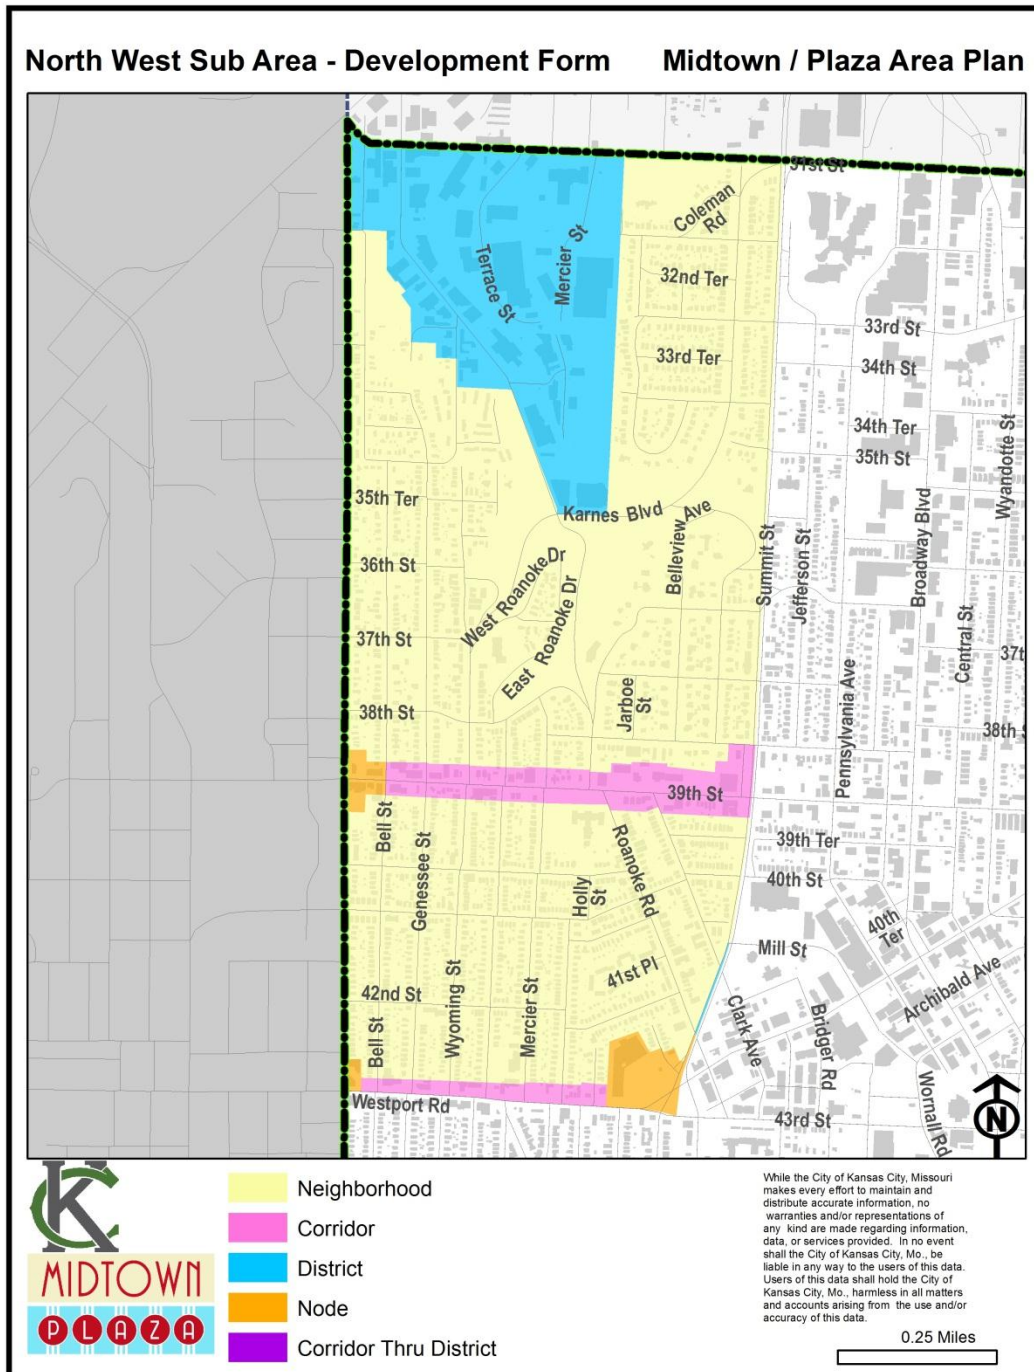 North West Sub Area - Development Form
Midtown / Plaza Area Plan
31st St
Coleman
Rd
Terrace St
Mercier St
32nd Ter
33rd St
33rd Ter
34th St
34th Ter
35th St
Wyandotte St
35th Ter
Karnes Blvd
Belleview Ave
Summit St
Jefferson St
Broadway Blvd
36th St
West Roanoke Dr
East Roanoke Dr
Central St
37th St
37t
Pennsylvania Ave
Jarboe
St
38th St
38th S
39th St
Bell St
Genessee St
Holly
St
Roanoke Rd
39th Ter
40th St
40th
Ter
Mill St
Archibald Ave
41st Pl
42nd St
Bell St
Wyoming St
Mercier St
Clark Ave
Bridger Rd
Wornall Rd
Westport Rd
43rd St
N
KC
MIDTOWN
PLAZA
Neighborhood
Corridor
District
Node
Corridor Thru District
While the City of Kansas City, Missouri
makes every effort to maintain and
distribute accurate information, no
warranties and/or representations of
any kind are made regarding information,
data, or services provided. In no event
shall the City of Kansas City, Mo., be
liable in any way to the users of this data.
Users of this data shall hold the City of
Kansas City, Mo., harmless in all matters
and accounts arising from the use and/or
accuracy of this data.
0.25 Miles